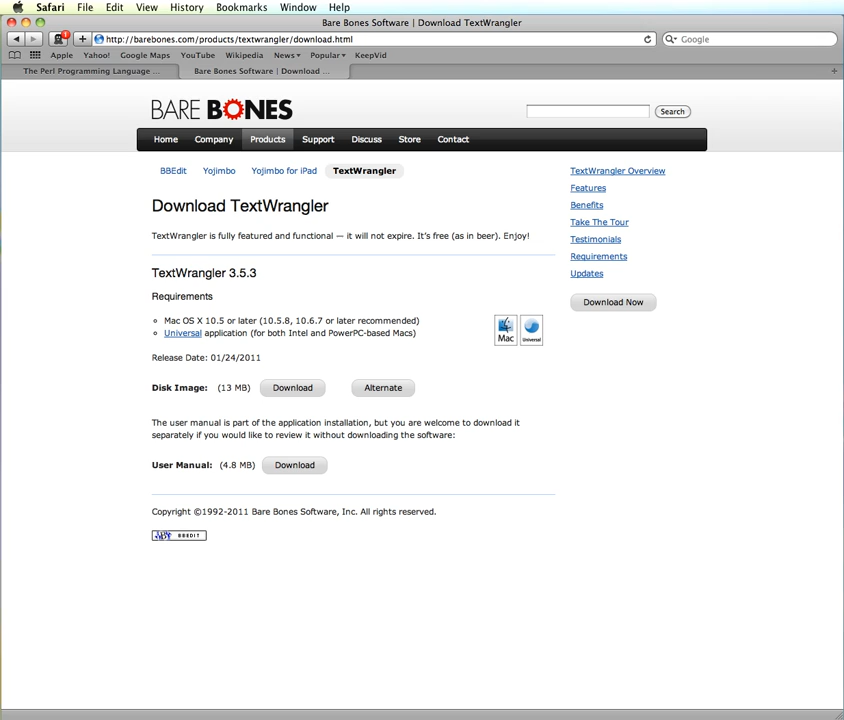 Safari File Edit View History Bookmarks Window Help
Bare Bones Software | Download TextWrangler
http://barebones.com/products/textwrangler/download.html
Google
Apple Yahoo! Google Maps YouTube Wikipedia News Popular KeepVid
The Perl Programming Language ...
Bare Bones Software | Download ...
BARE BONES
Search
Home Company Products Support Discuss Store Contact
BBEdit Yojimbo Yojimbo for iPad TextWrangler
Download TextWrangler
TextWrangler is fully featured and functional — it will not expire. It's free (as in beer). Enjoy!
TextWrangler 3.5.3
Requirements
Mac OS X 10.5 or later (10.5.8, 10.6.7 or later recommended)
Universal application (for both Intel and PowerPC-based Macs)
Mac Universal
Release Date: 01/24/2011
Disk Image: (13 MB) Download Alternate
The user manual is part of the application installation, but you are welcome to download it
separately if you would like to review it without downloading the software:
User Manual: (4.8 MB) Download
Copyright ©1992-2011 Bare Bones Software, Inc. All rights reserved.
BBEDIT
TextWrangler Overview
Features
Benefits
Take The Tour
Testimonials
Requirements
Updates
Download Now